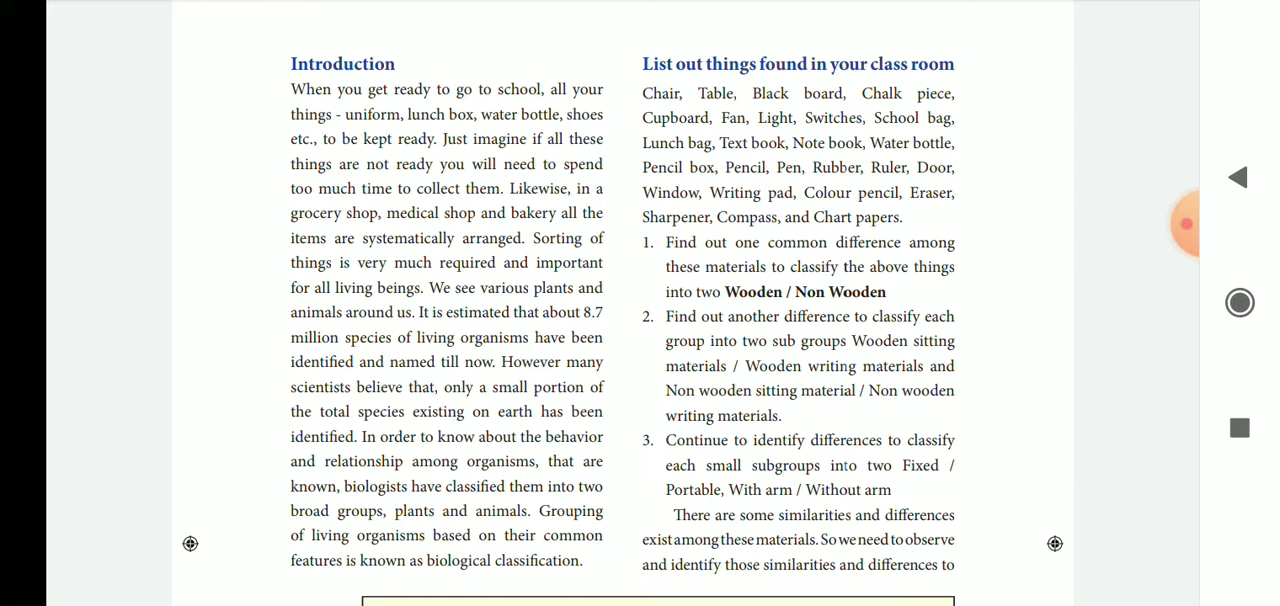 Introduction
When you get ready to go to school, all your
things - uniform, lunch box, water bottle, shoes
etc., to be kept ready. Just imagine if all these
things are not ready you will need to spend
too much time to collect them. Likewise, in a
grocery shop, medical shop and bakery all the
items are systematically arranged. Sorting of
things is very much required and important
for all living beings. We see various plants and
animals around us. It is estimated that about 8.7
million species of living organisms have been
identified and named till now. However many
scientists believe that, only a small portion of
the total species existing on earth has been
identified. In order to know about the behavior
and relationship among organisms, that are
known, biologists have classified them into two
broad groups, plants and animals. Grouping
of living organisms based on their common
features is known as biological classification.
List out things found in your class room
Chair, Table, Black board, Chalk piece,
Cupboard, Fan, Light, Switches, School bag,
Lunch bag, Text book, Note book, Water bottle,
Pencil box, Pencil, Pen, Rubber, Ruler, Door,
Window, Writing pad, Colour pencil, Eraser,
Sharpener, Compass, and Chart papers.
1. Find out one common difference among
these materials to classify the above things
into two Wooden / Non Wooden
2. Find out another difference to classify each
group into two sub groups Wooden sitting
materials / Wooden writing materials and
Non wooden sitting material / Non wooden
writing materials.
3. Continue to identify differences to classify
each small subgroups into two Fixed /
Portable, With arm / Without arm
There are some similarities and differences
exist among these materials. So we need to observe
and identify those similarities and differences to